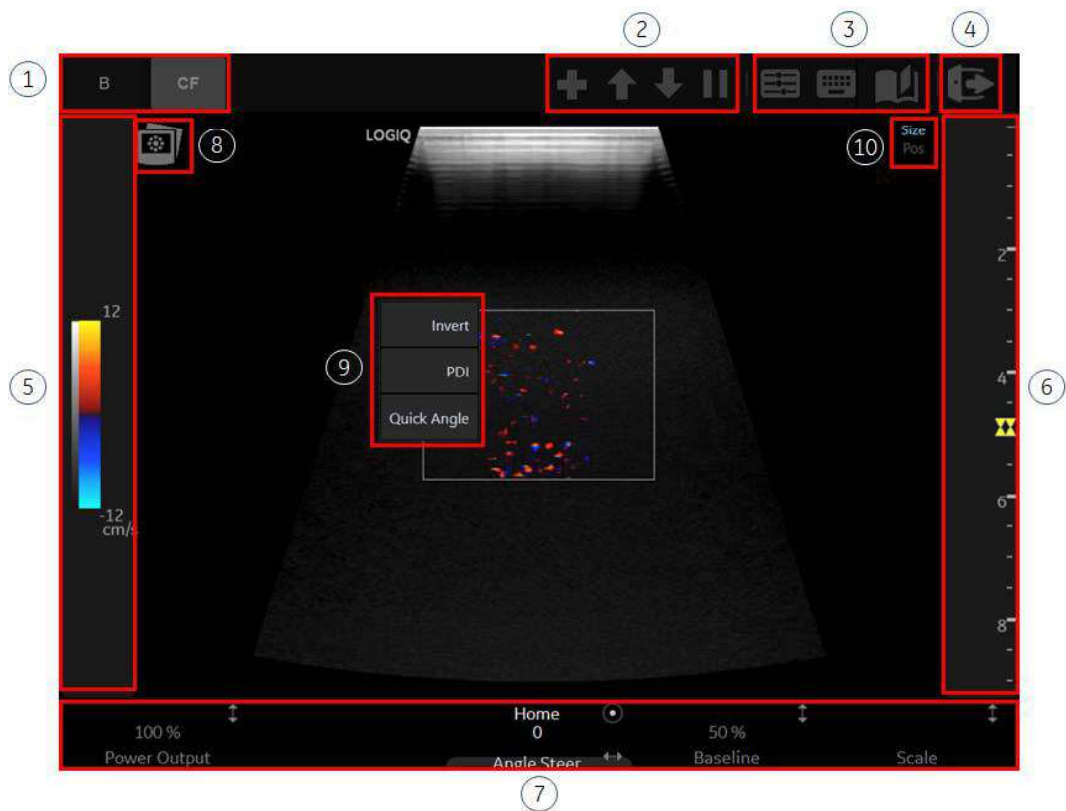 2
3
4
1
B
CF
8
LOGIQ
10
Size
Pos
2
12
Invert
9
PDI
4
5
6
Quick Angle
6
-12
cm/s
8
Home
100 %
0
50 %
Power Output
Angle Steer
Baseline
Scale
7